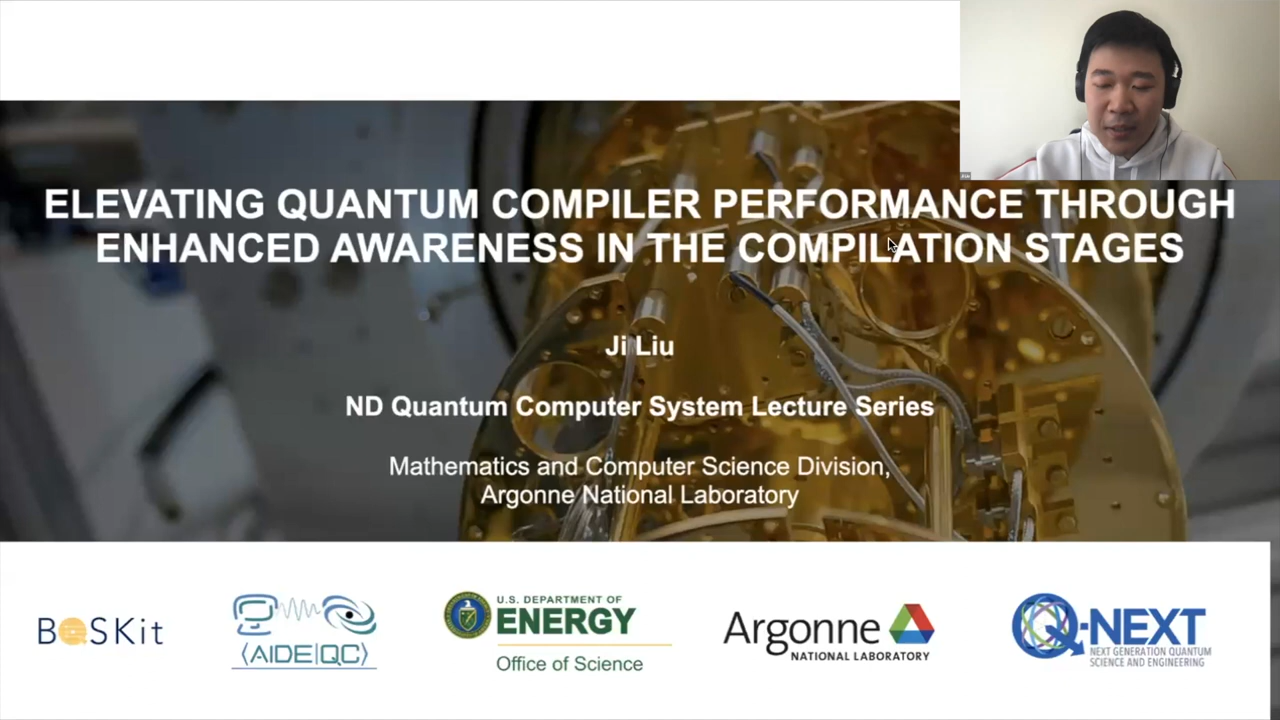 ELEVATING QUANTUM COMPILER PERFORMANCE THROUGH
ENHANCED AWARENESS IN THE COMPILATION STAGES
Ji Liu
ND Quantum Computer System Lecture Series
Mathematics and Computer Science Division,
Argonne National Laboratory
BQSKit
⟨AIDE|QC⟩
U.S. DEPARTMENT OF
ENERGY
Office of Science
Argonne
NATIONAL LABORATORY
Q-NEXT
NEXT GENERATION QUANTUM
SCIENCE AND ENGINEERING